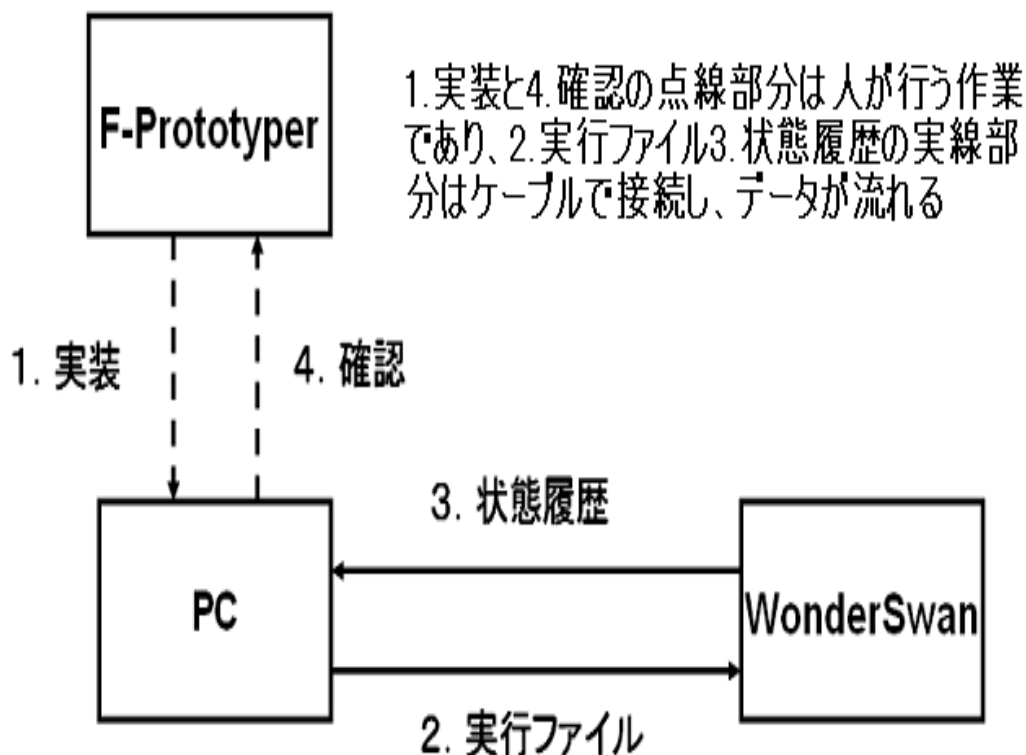 F-Prototyper
1.実装と4.確認の点線部分は人が行う作業
であり、2.実行ファイル3.状態履歴の実線部
分はケーブルで接続し、データが流れる
1. 実装
4. 確認
3. 状態履歴
PC
WonderSwan
2. 実行ファイル